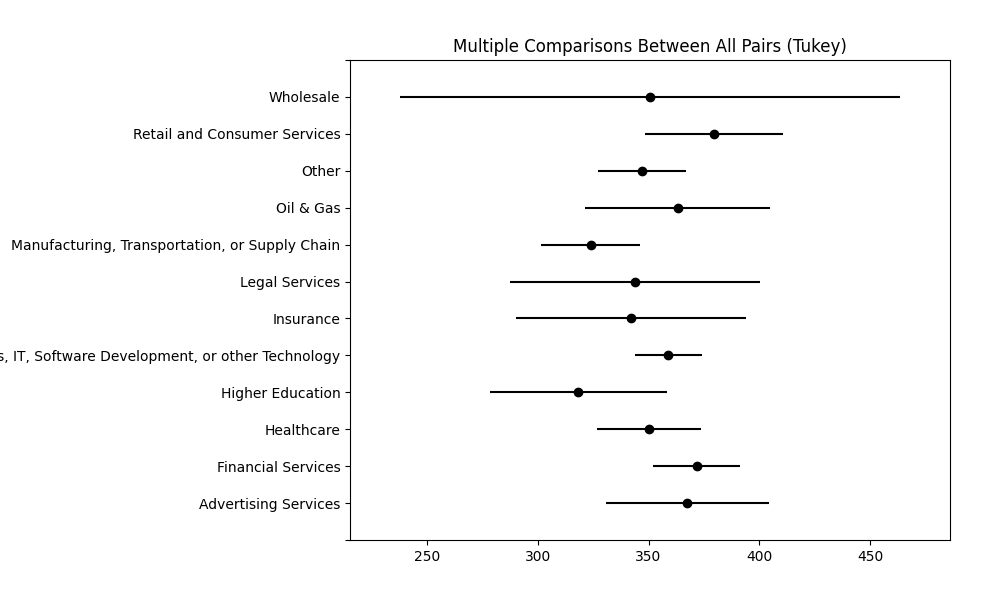 Multiple Comparisons Between All Pairs (Tukey)
Wholesale
Retail and Consumer Services
Other
Oil & Gas
Manufacturing, Transportation, or Supply Chain
Legal Services
Insurance
, IT, Software Development, or other Technology
Higher Education
Healthcare
Financial Services
Advertising Services
250 300 350 400 450